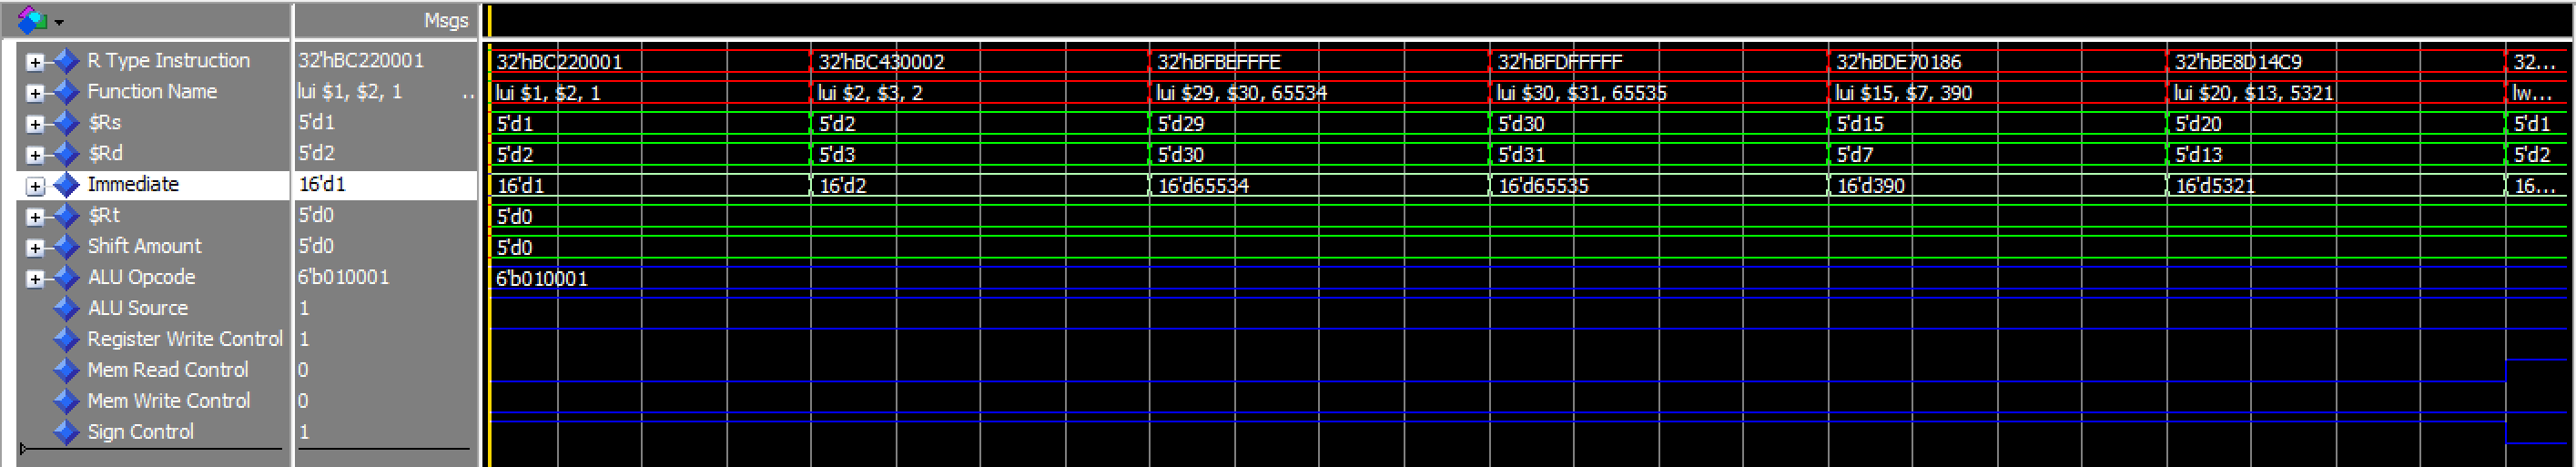 Msgs
R Type Instruction 32'hBC220001 32'hBC220001 32'hBC430002 32'hBFBEFFFE 32'hBFDFFFFF 32'hBDE70186 32'hBE8D14C9 32...
Function Name lui $1, $2, 1 .. lui $1, $2, 1 lui $2, $3, 2 lui $29, $30, 65534 lui $30, $31, 65535 lui $15, $7, 390 lui $20, $13, 5321 lw...
$Rs 5'd1 5'd1 5'd2 5'd29 5'd30 5'd15 5'd20 5'd1
$Rd 5'd2 5'd2 5'd3 5'd30 5'd31 5'd7 5'd13 5'd2
Immediate 16'd1 16'd1 16'd2 16'd65534 16'd65535 16'd390 16'd5321 16...
$Rt 5'd0 5'd0
Shift Amount 5'd0 5'd0
ALU Opcode 6'b010001 6'b010001
ALU Source 1
Register Write Control 1
Mem Read Control 0
Mem Write Control 0
Sign Control 1